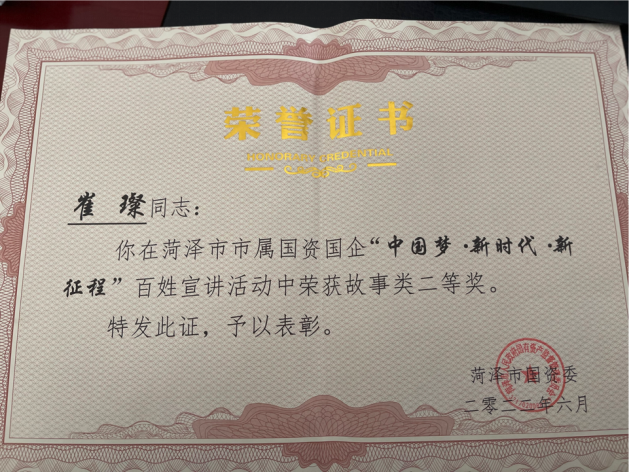 荣誉证书
HONORARY CREDENTIAL
崔 璨同志：
你在菏泽市市属国资国企“中国梦·新时代·新
征程”百姓宣讲活动中荣获故事类二等奖。
特发此证，予以表彰。
菏泽市国资委
二零二二年六月